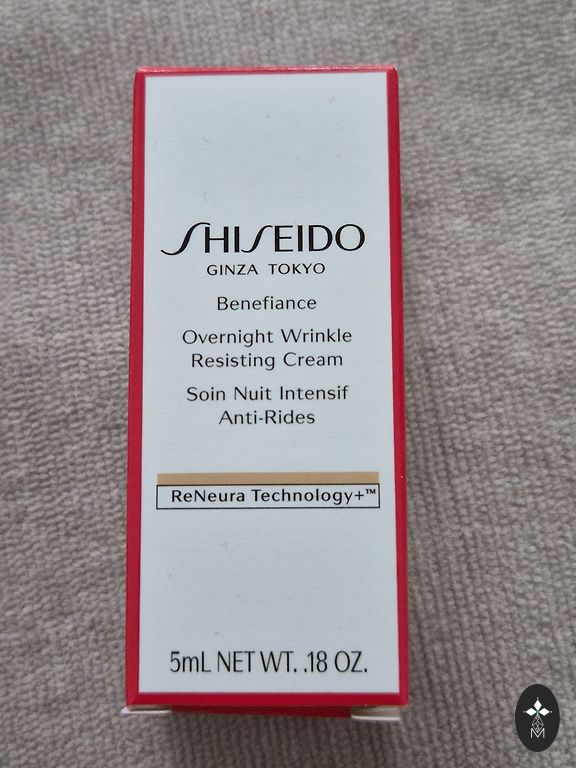 SHISEIDO
GINZA TOKYO
Benefiance
Overnight Wrinkle
Resisting Cream
Soin Nuit Intensif
Anti-Rides
ReNeura Technology+™
5mL NET WT. .18 OZ.
M